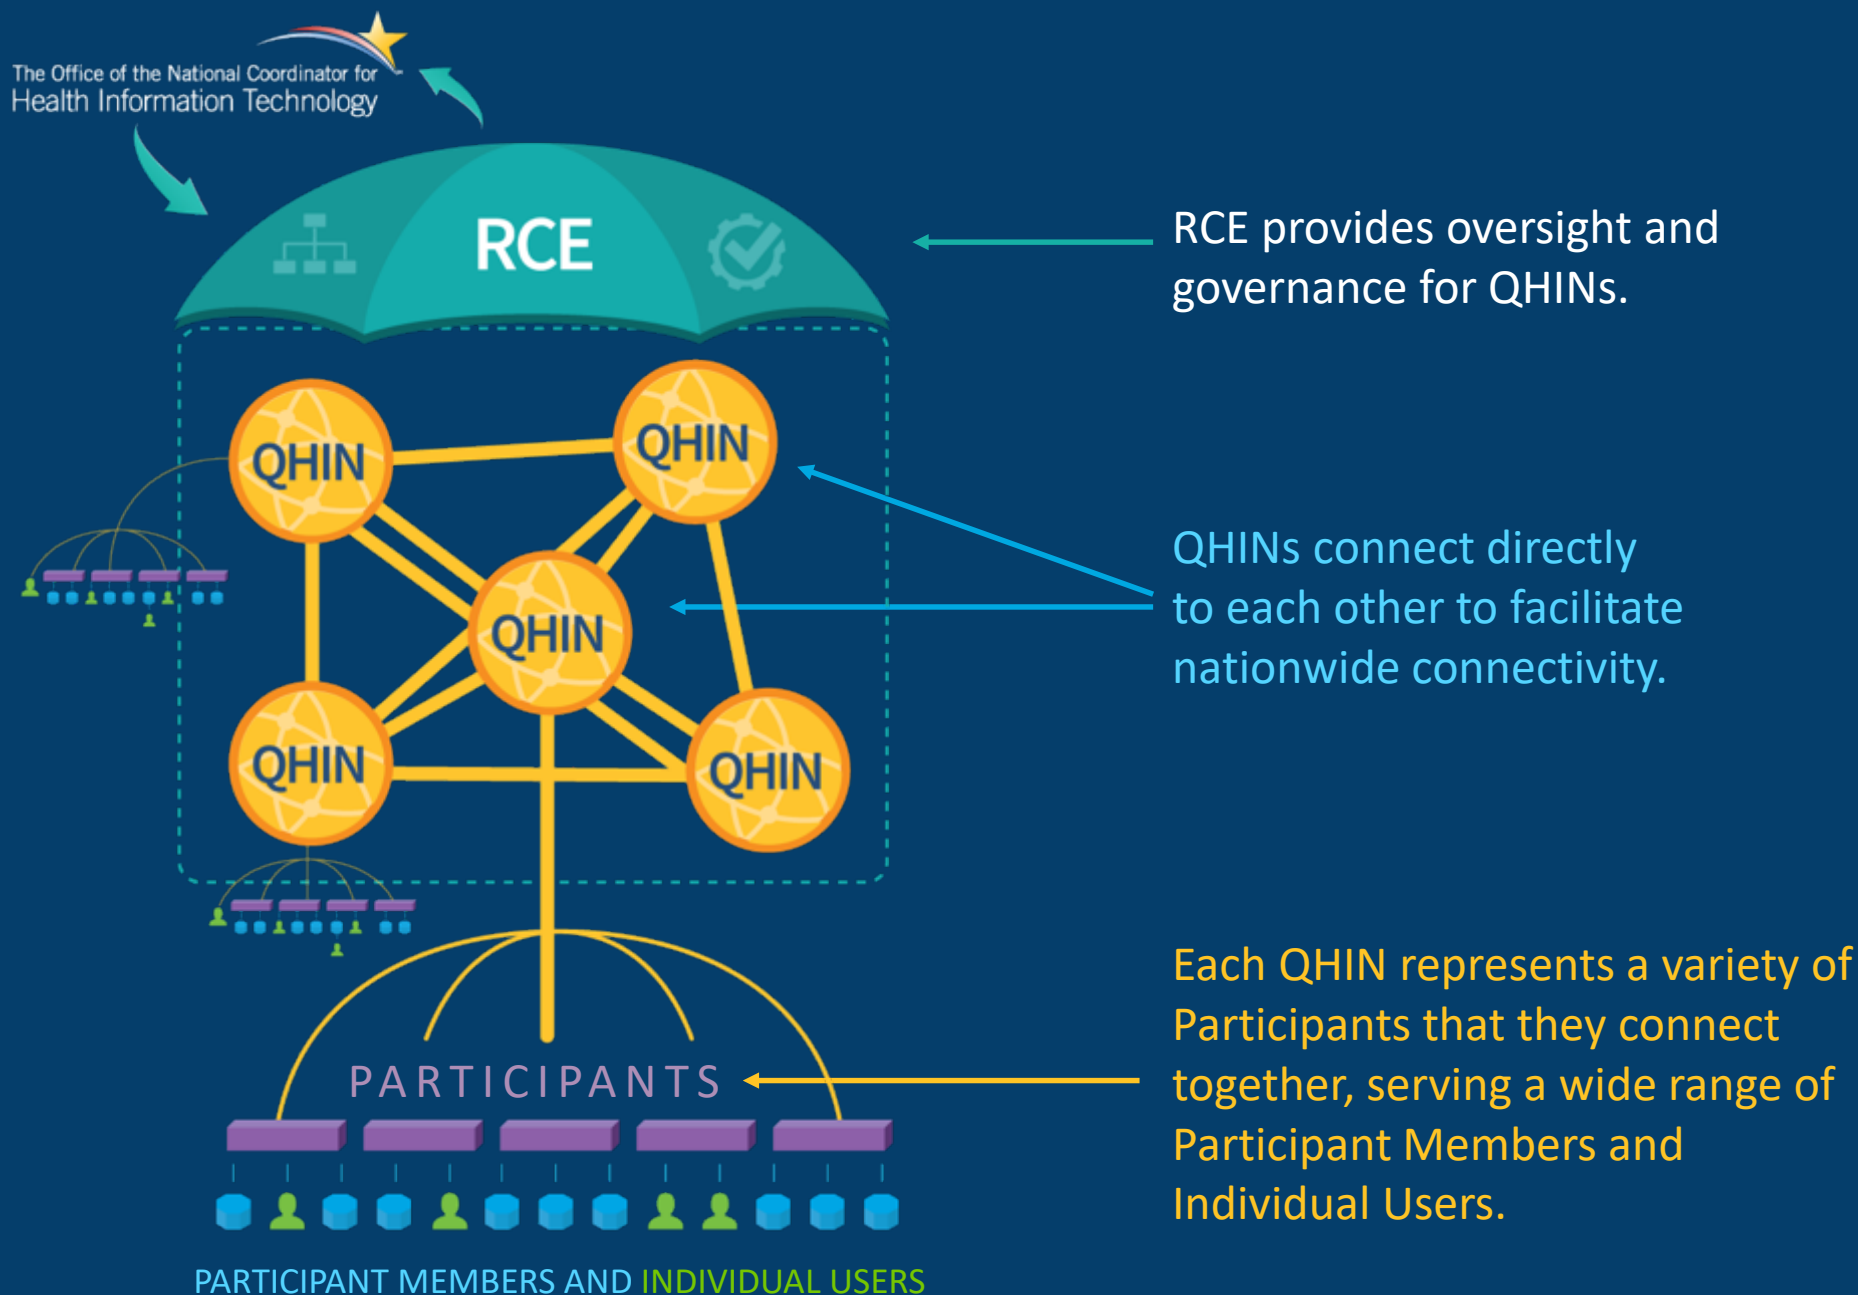 The Office of the National Coordinator for
Health Information Technology
RCE
RCE provides oversight and
governance for QHINs.
QHIN
QHIN
QHIN
QHIN
QHIN
QHINs connect directly
to each other to facilitate
nationwide connectivity.
Each QHIN represents a variety of
Participants that they connect
together, serving a wide range of
Participant Members and
Individual Users.
PARTICIPANTS
PARTICIPANT MEMBERS AND INDIVIDUAL USERS